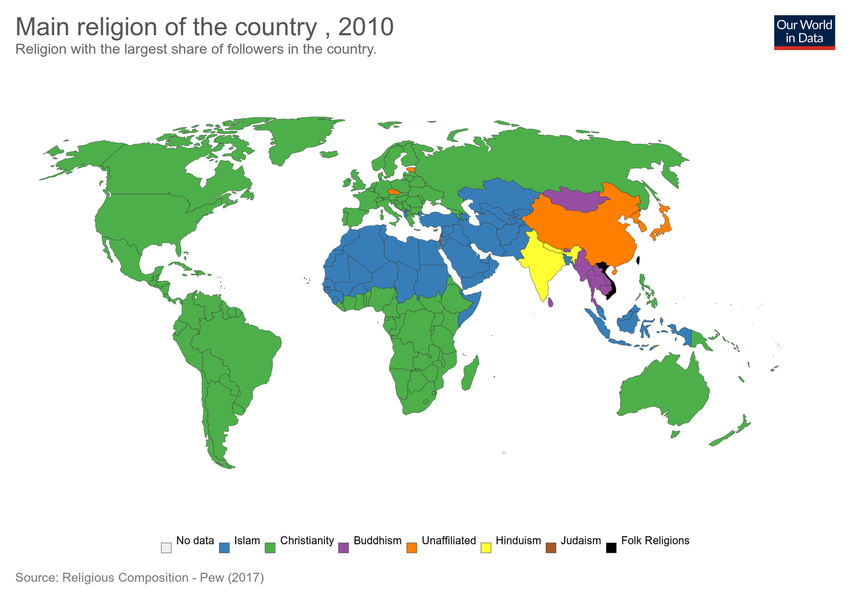 Main religion of the country , 2010
Religion with the largest share of followers in the country.
Our World
in Data
No data Islam Christianity Buddhism Unaffiliated Hinduism Judaism Folk Religions
Source: Religious Composition - Pew (2017)